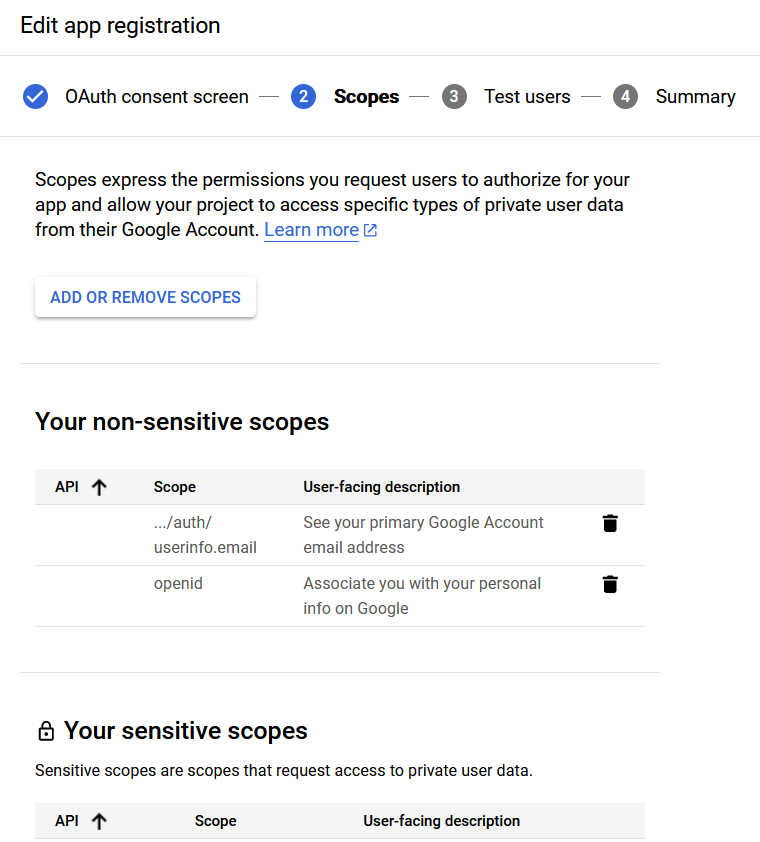 Edit app registration
OAuth consent screen — 2 Scopes — 3 Test users — 4 Summary
Scopes express the permissions you request users to authorize for your
app and allow your project to access specific types of private user data
from their Google Account. Learn more
ADD OR REMOVE SCOPES
Your non-sensitive scopes
API Scope User-facing description
.../auth/ See your primary Google Account
userinfo.email email address
openid Associate you with your personal
info on Google
Your sensitive scopes
Sensitive scopes are scopes that request access to private user data.
API Scope User-facing description